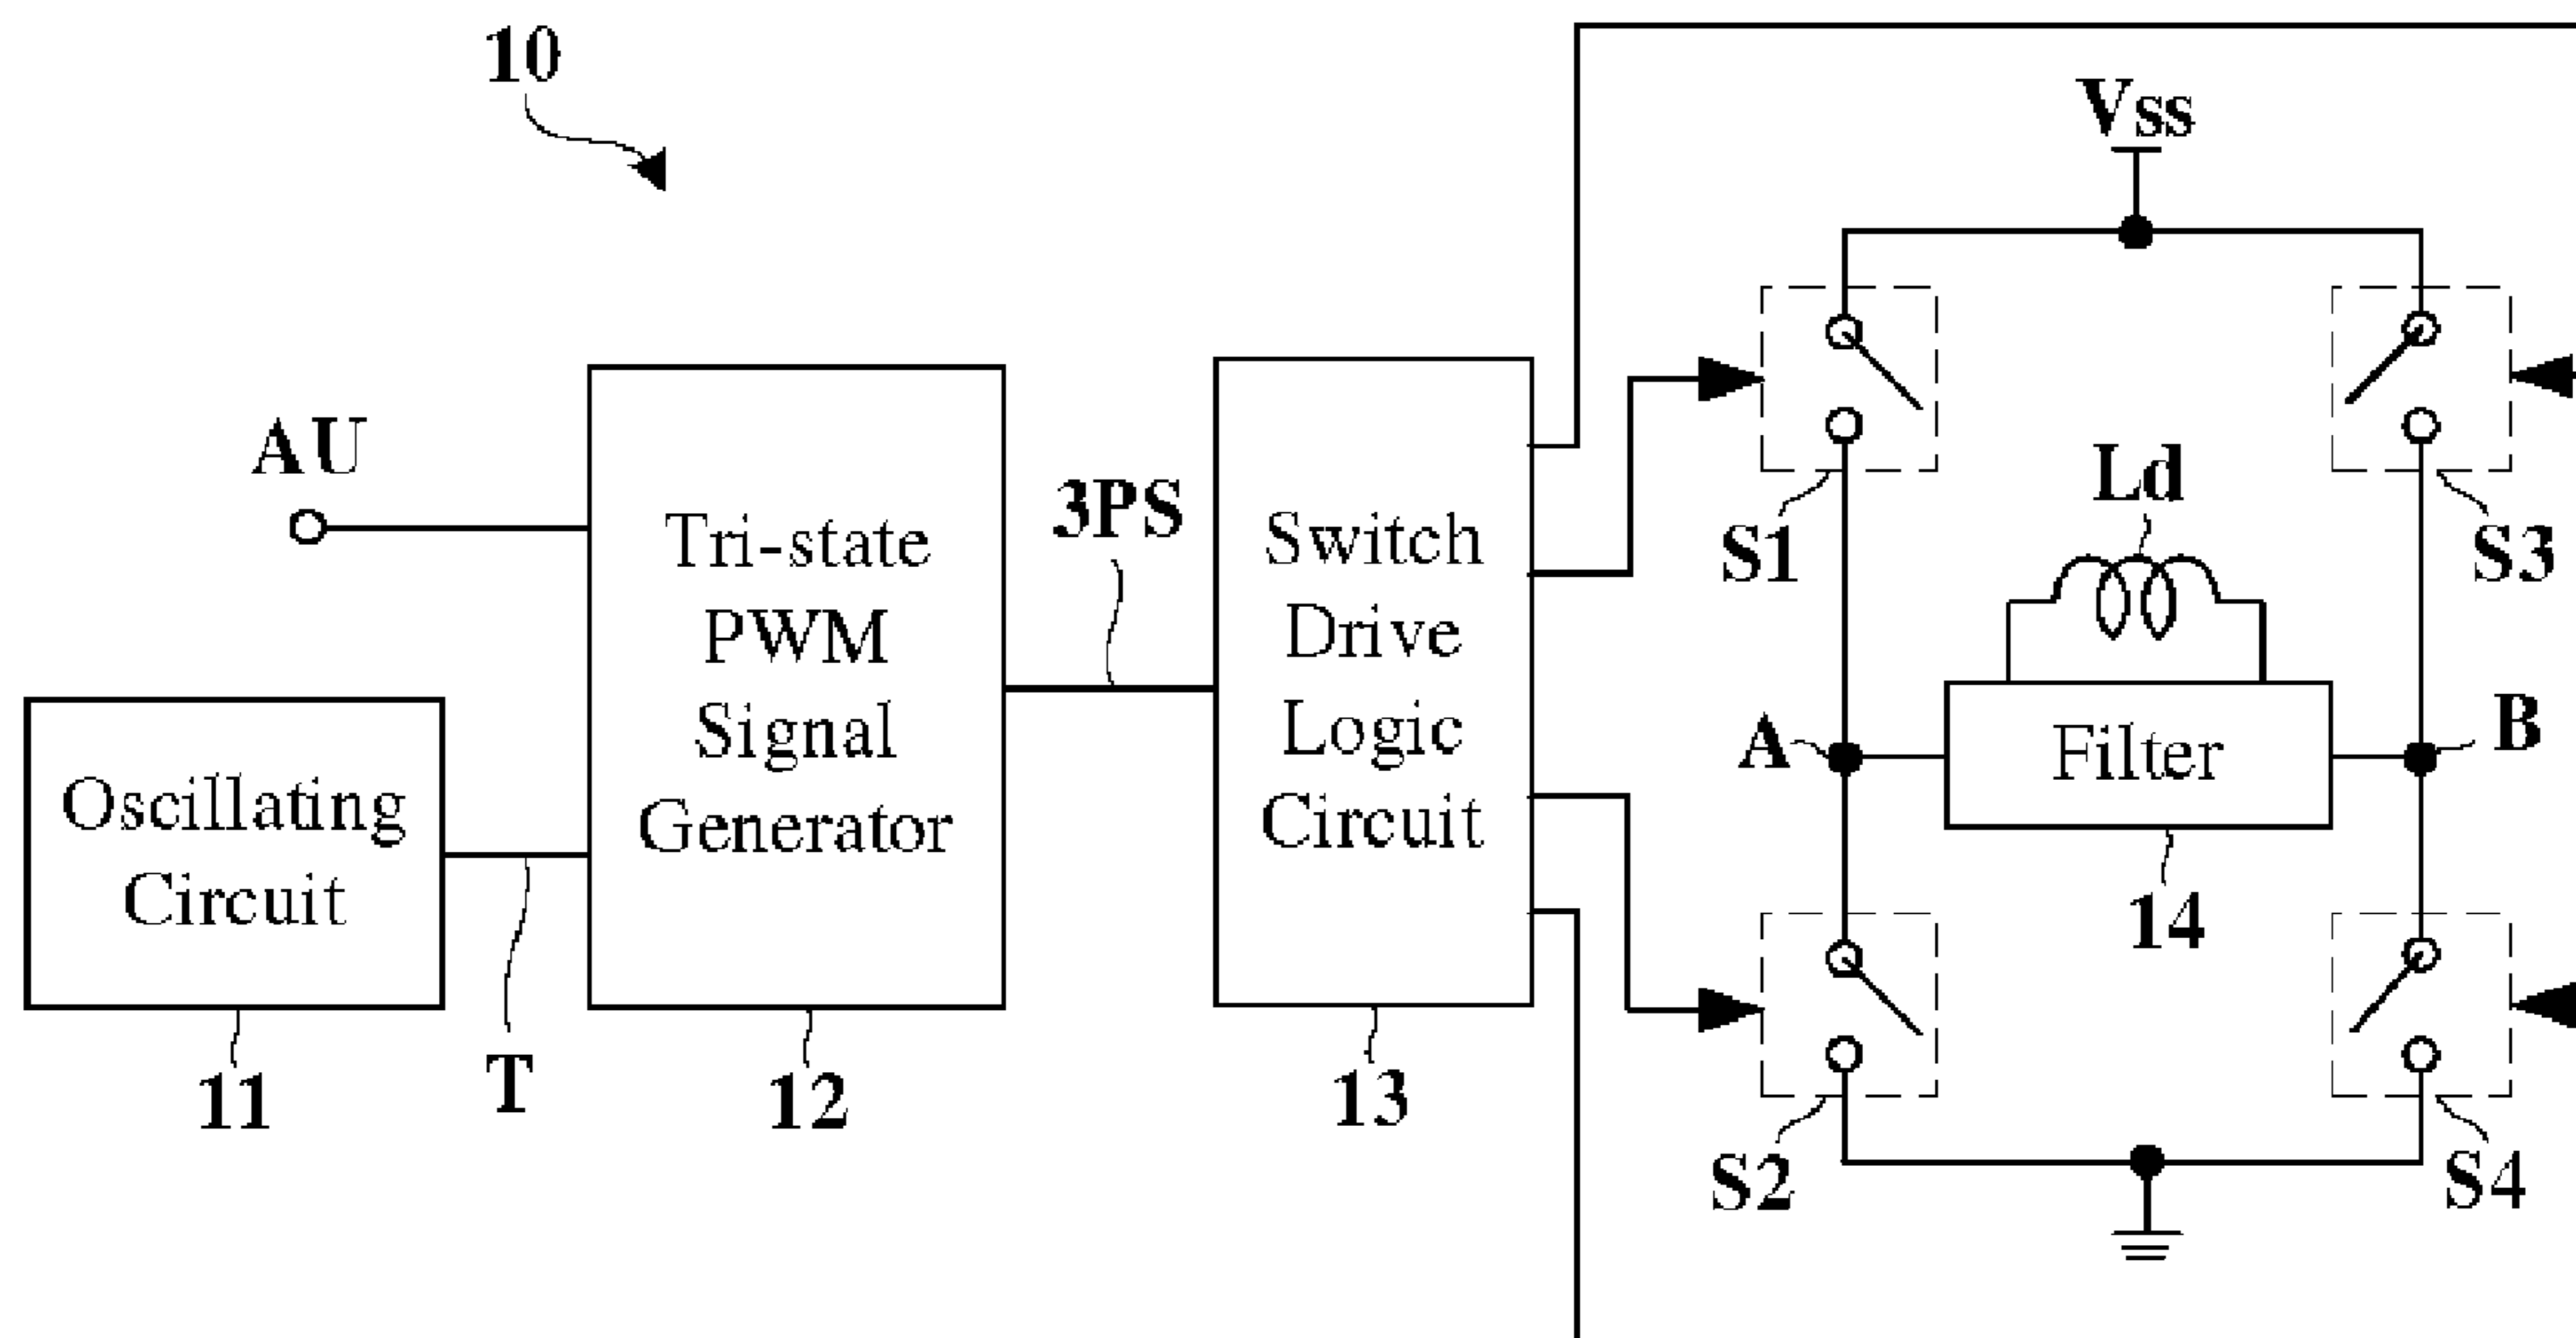 10
Vss
AU
3PS
Tri-state
PWM
Signal
Generator
Switch
Drive
Logic
Circuit
S1
Ld
S3
A
Filter
B
Oscillating
Circuit
14
11
T
12
13
S2
S4